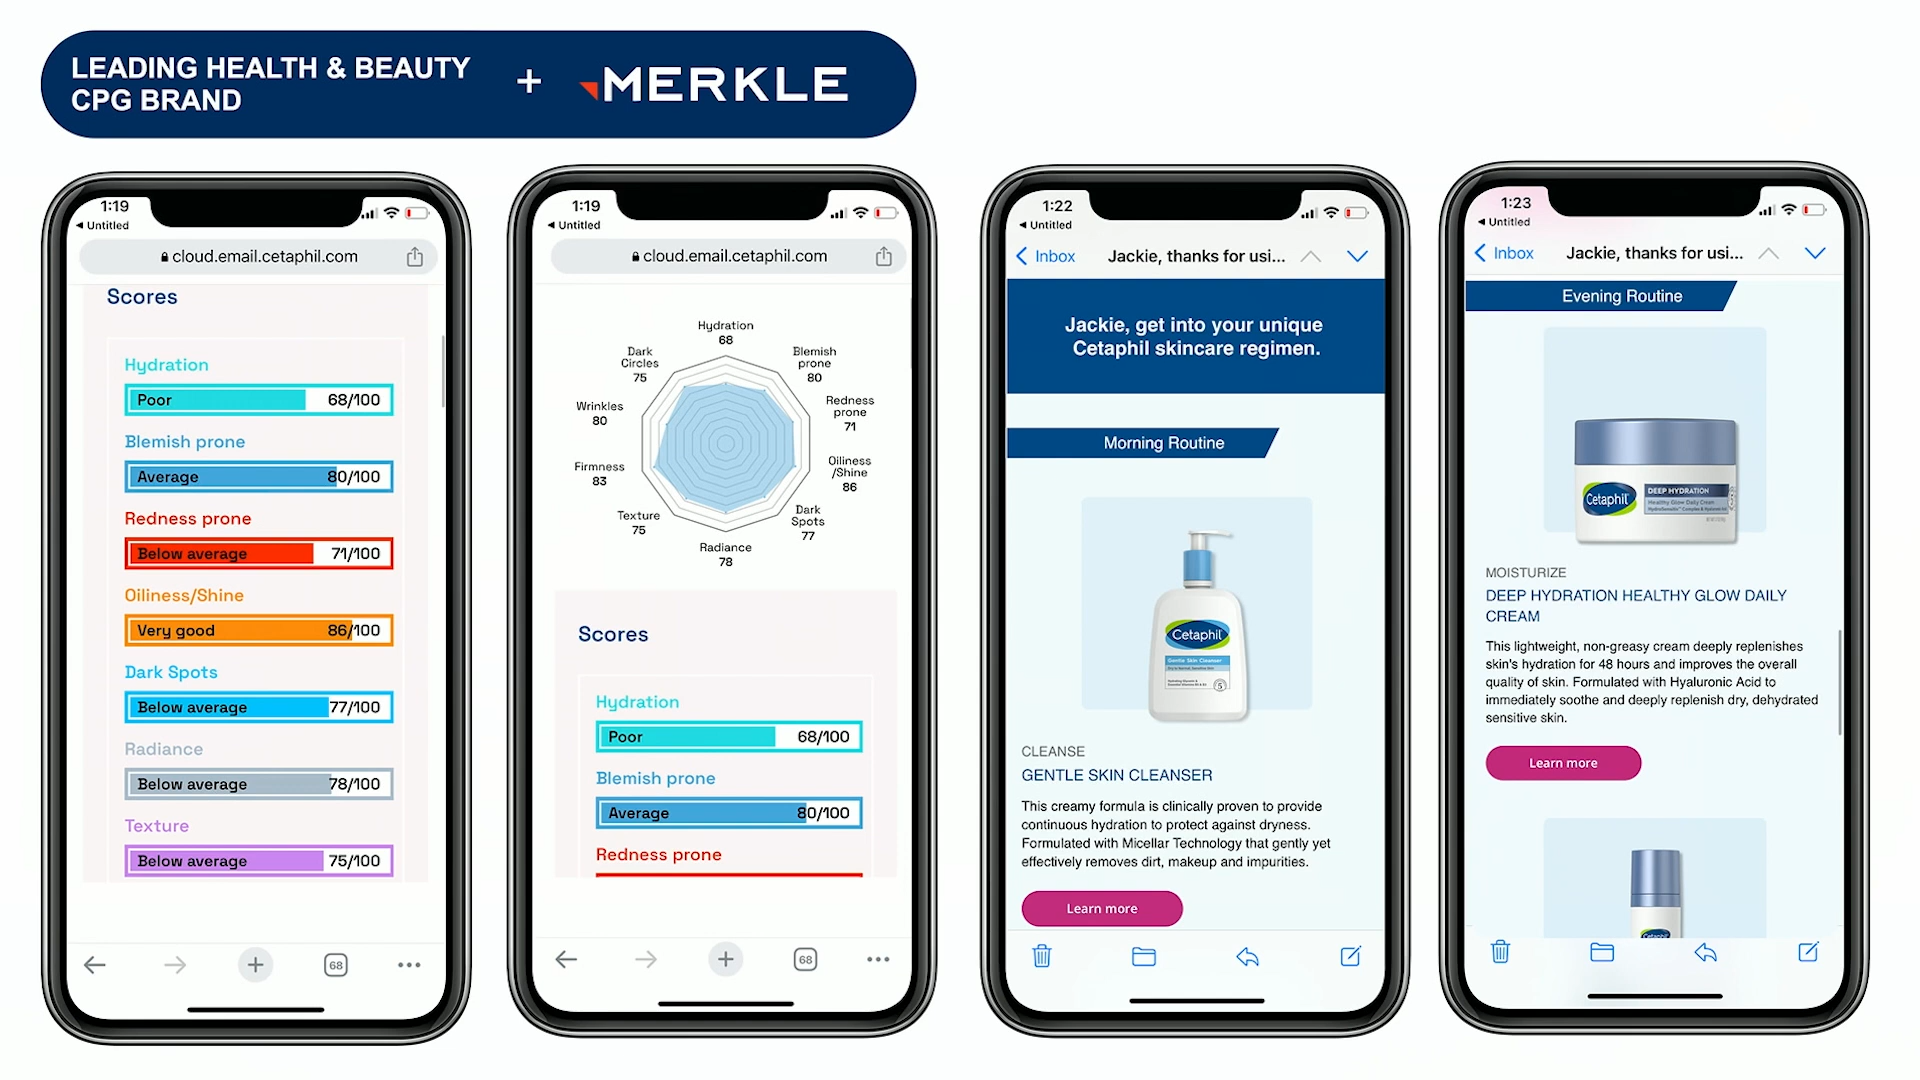 LEADING HEALTH & BEAUTY
CPG BRAND
+
MERKLE
1:19
Untitled
cloud.email.cetaphil.com
Scores
Hydration
Poor 68/100
Blemish prone
Average 80/100
Redness prone
Below average 71/100
Oiliness/Shine
Very good 86/100
Dark Spots
Below average 77/100
Radiance
Below average 78/100
Texture
Below average 75/100
68
1:19
Untitled
cloud.email.cetaphil.com
Hydration
68
Blemish
prone
80
Redness
prone
71
Oiliness
/Shine
86
Dark
Spots
77
Radiance
78
Texture
75
Firmness
83
Wrinkles
80
Dark
Circles
75
Scores
Hydration
Poor 68/100
Blemish prone
Average 80/100
Redness prone
68
1:22
Untitled
Inbox Jackie, thanks for usi...
Jackie, get into your unique
Cetaphil skincare regimen.
Morning Routine
Cetaphil
Gentle Skin Cleanser
CLEANSE
GENTLE SKIN CLEANSER
This creamy formula is clinically proven to provide
continuous hydration to protect against dryness.
Formulated with Micellar Technology that gently yet
effectively removes dirt, makeup and impurities.
Learn more
1:23
Untitled
Inbox Jackie, thanks for usi...
Evening Routine
Cetaphil
DEEP HYDRATION
Healthy Glow Daily Cream
MOISTURIZE
DEEP HYDRATION HEALTHY GLOW DAILY
CREAM
This lightweight, non-greasy cream deeply replenishes
skin's hydration for 48 hours and improves the overall
quality of skin. Formulated with Hyaluronic Acid to
immediately soothe and deeply replenish dry, dehydrated
sensitive skin.
Learn more
Cetaphil